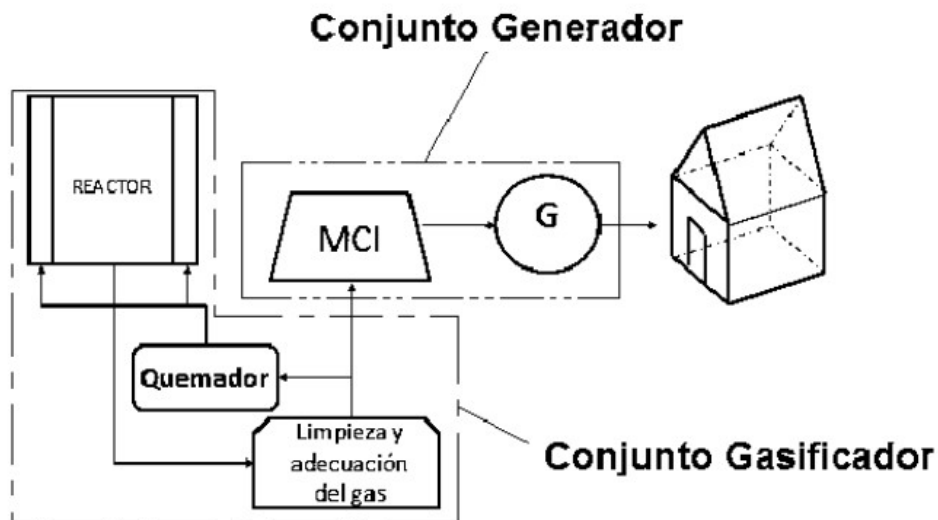 Conjunto Generador
REACTOR
MCI
G
Quemador
Limpieza y
adecuación
del gas
Conjunto Gasificador